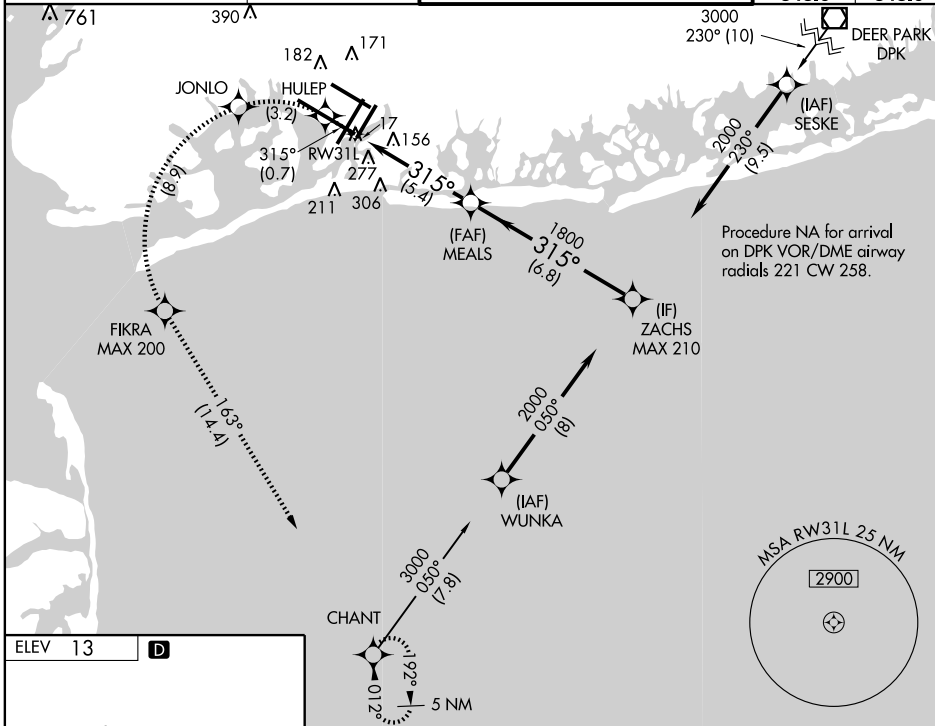 761
390
3000
230° (10)
DEER PARK
DPK
182
171
JONLO
HULEP
(3.2)
17
156
315°
(0.7)
RW31L
277
211
306
(8.9)
315°
(5.4)
(IAF)
SESKE
2000
230°
(9.5)
(FAF)
MEALS
1800
315°
(6.8)
Procedure NA for arrival
on DPK VOR/DME airway
radials 221 CW 258.
FIKRA
MAX 200
(IF)
ZACHS
MAX 210
163°
(14.4)
2000
050°
(8)
(IAF)
WUNKA
3000
050°
(7.8)
MSA RW31L 25 NM
2900
CHANT
192°
012°
5 NM
ELEV 13
D